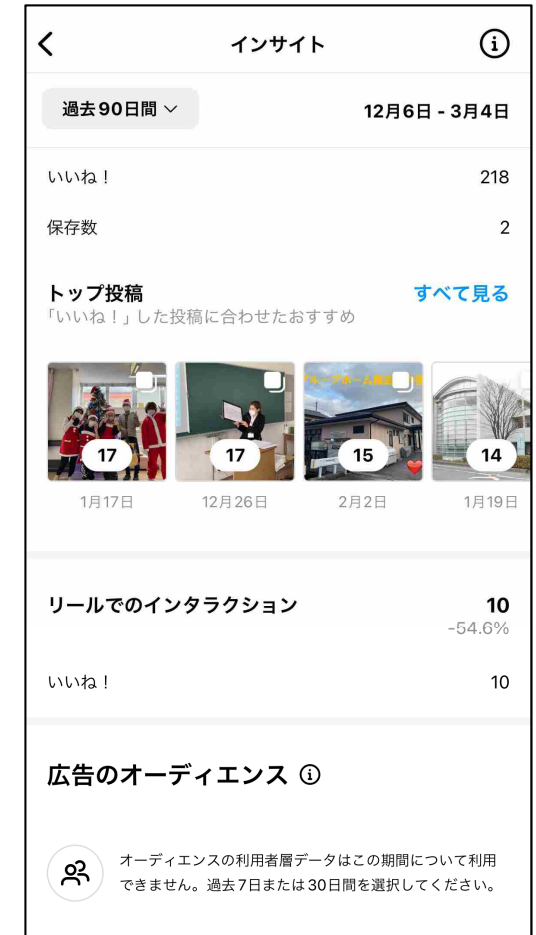 インサイト
過去90日間
12月6日 - 3月4日
いいね！
218
保存数
2
トップ投稿
すべて見る
「いいね！」した投稿に合わせたおすすめ
17
17
15
14
1月17日
12月26日
2月2日
1月19日
リールでのインタラクション
10
-54.6%
いいね！
10
広告のオーディエンス
オーディエンスの利用者層データはこの期間について利用
できません。過去7日または30日間を選択してください。